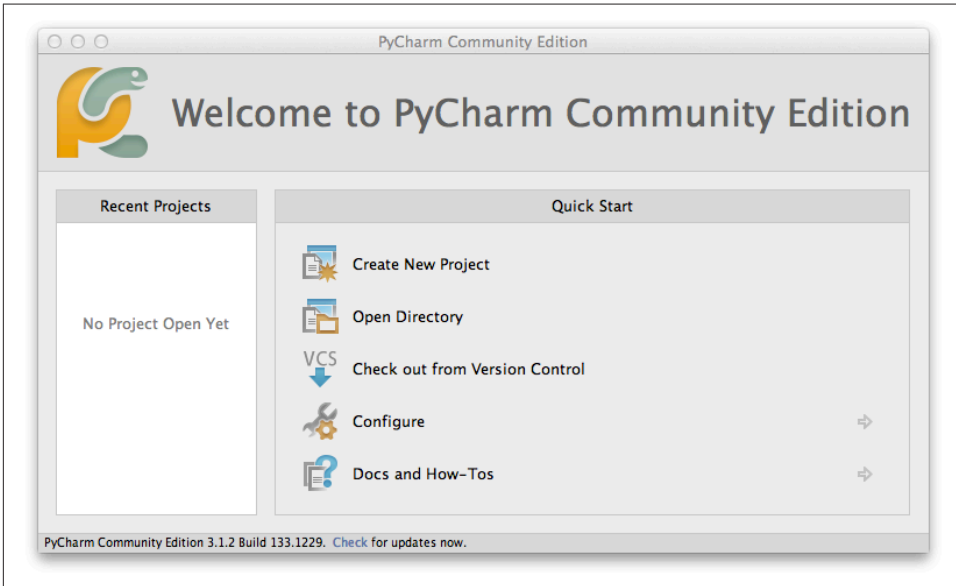 PyCharm Community Edition
Welcome to PyCharm Community Edition
Recent Projects
No Project Open Yet
Quick Start
Create New Project
Open Directory
VCS
Check out from Version Control
Configure
Docs and How-Tos
PyCharm Community Edition 3.1.2 Build 133.1229. Check for updates now.